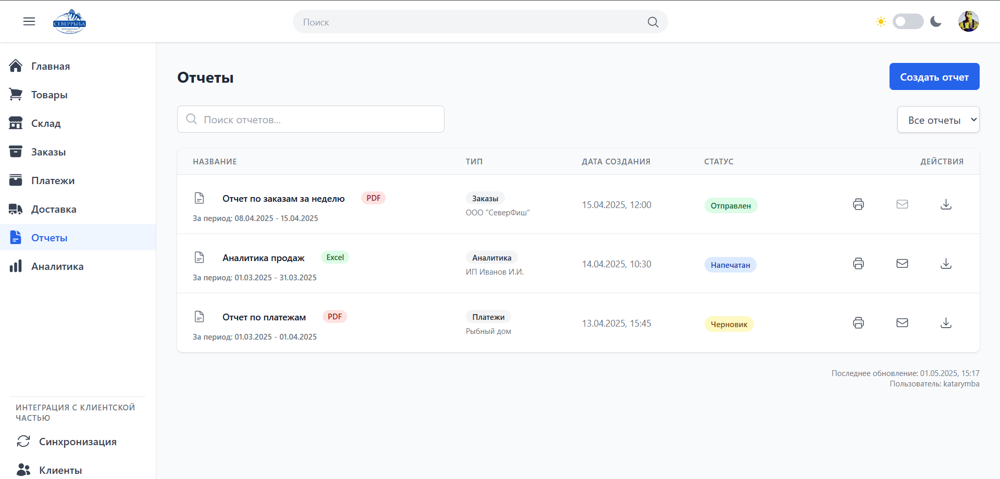 СЕВЕРРЫБА
Поиск
Главная
Товары
Склад
Заказы
Платежи
Доставка
Отчеты
Аналитика
ИНТЕГРАЦИЯ С КЛИЕНТСКОЙ
ЧАСТЬЮ
Синхронизация
Клиенты
Отчеты
Создать отчет
Поиск отчетов...
Все отчеты
НАЗВАНИЕ ТИП ДАТА СОЗДАНИЯ СТАТУС ДЕЙСТВИЯ
Отчет по заказам за неделю PDF
За период: 08.04.2025 - 15.04.2025
Заказы
ООО "СеверФиш"
15.04.2025, 12:00
Отправлен
Аналитика продаж Excel
За период: 01.03.2025 - 31.03.2025
Аналитика
ИП Иванов И.И.
14.04.2025, 10:30
Напечатан
Отчет по платежам PDF
За период: 01.03.2025 - 01.04.2025
Платежи
Рыбный дом
13.04.2025, 15:45
Черновик
Последнее обновление: 01.05.2025, 15:17
Пользователь: katarymba